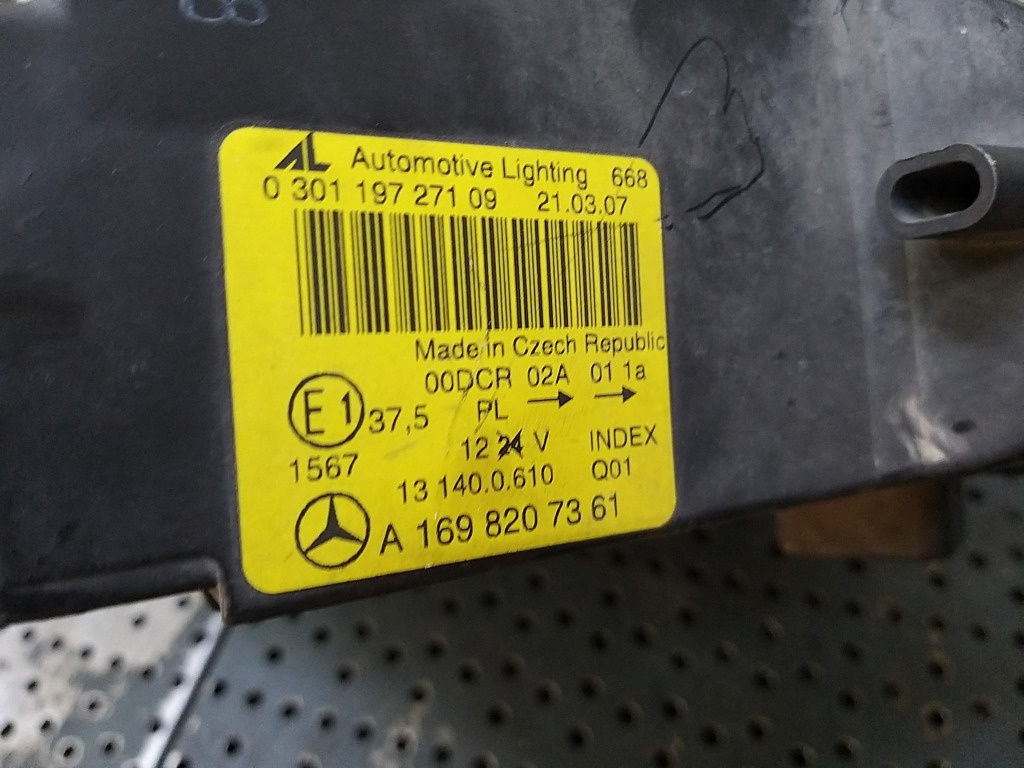 AL Automotive Lighting 668
0 301 197 271 09 21.03.07
Made in Czech Republic
00DCR 02A 01 1a
E1 37,5 PL → →
12 24 V INDEX
1567 13 140.0.610 Q01
A 169 820 73 61